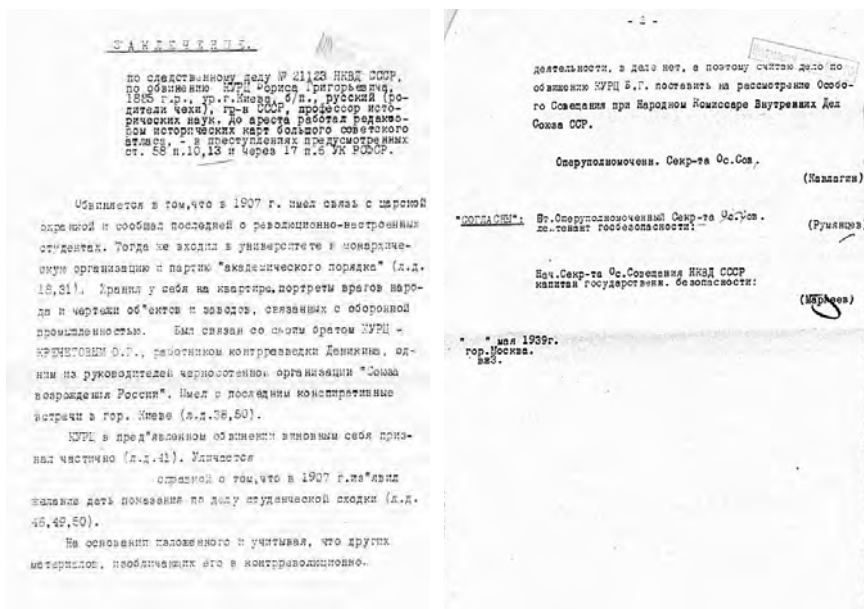 ЗАКЛЮЧЕНИЕ.
по следственному делу № 21123 НКВД СССР,
по обвинению КУРЦ Бориса Григорьевича,
1885 г.р., ур.г.Киева, б/п., русский (ро-
дители чехи), гр-н СССР, профессор исто-
рических наук. До ареста работал редакто-
ром исторических карт большого советского
атласа, - в преступлениях предусмотренных
ст. 58 п.10,13 и через 17 п.6 УК РСФСР.
Обвиняется в том,что в 1907 г. имел связь с царской
охранкой и сообщал последней о революционно-настроенных
студентах. Тогда же входил в университете в монархиче-
скую организацию и партию "академического порядка" (л.д.
18,31). Хранил у себя на квартире,портреты врагов наро-
да и чертежи об"ектов и заводов, связанных с оборонной
промышленностью. Был связан со своим братом КУРЦ -
КРЕЧЕТОВЫМ О.Г., работником контрразведки Деникина, од-
ним из руководителей черносотенной организации "Союза
возрождения России". Имел с последним конспиративные
встречи в гор. Киеве (л.д.38,50).
КУРЦ в пред"явленном обвинении виновным себя приз-
нал частично (л.д.41). Уличается
справкой о том,что в 1907 г.из"явил
желание дать показания по делу студенческой сходки (л.д.
46,49,50).
На основании изложенного и учитывая, что других
материалов, изобличающих его в контрреволюционно.
- 2 -
деятельности, в деле нет, а поэтому считаю дело по
обвинению КУРЦ Б.Г. поставить на рассмотрение Особо-
го Совещания при Народном Комиссаре Внутренних Дел
Союза ССР.
Оперуполномоченн. Секр-та Ос.Сов.
(Кавлагин)
"СОГЛАСНЫ": Ст.Оперуполномоченный Секр-та Ос.Сов.
лейтенант госбезопасности:
(Румянцев)
Нач.Секр-та Ос.Совещания НКВД СССР
капитан государственн. безопасности:
(Маркеев)
" " мая 1939г.
гор.Москва.